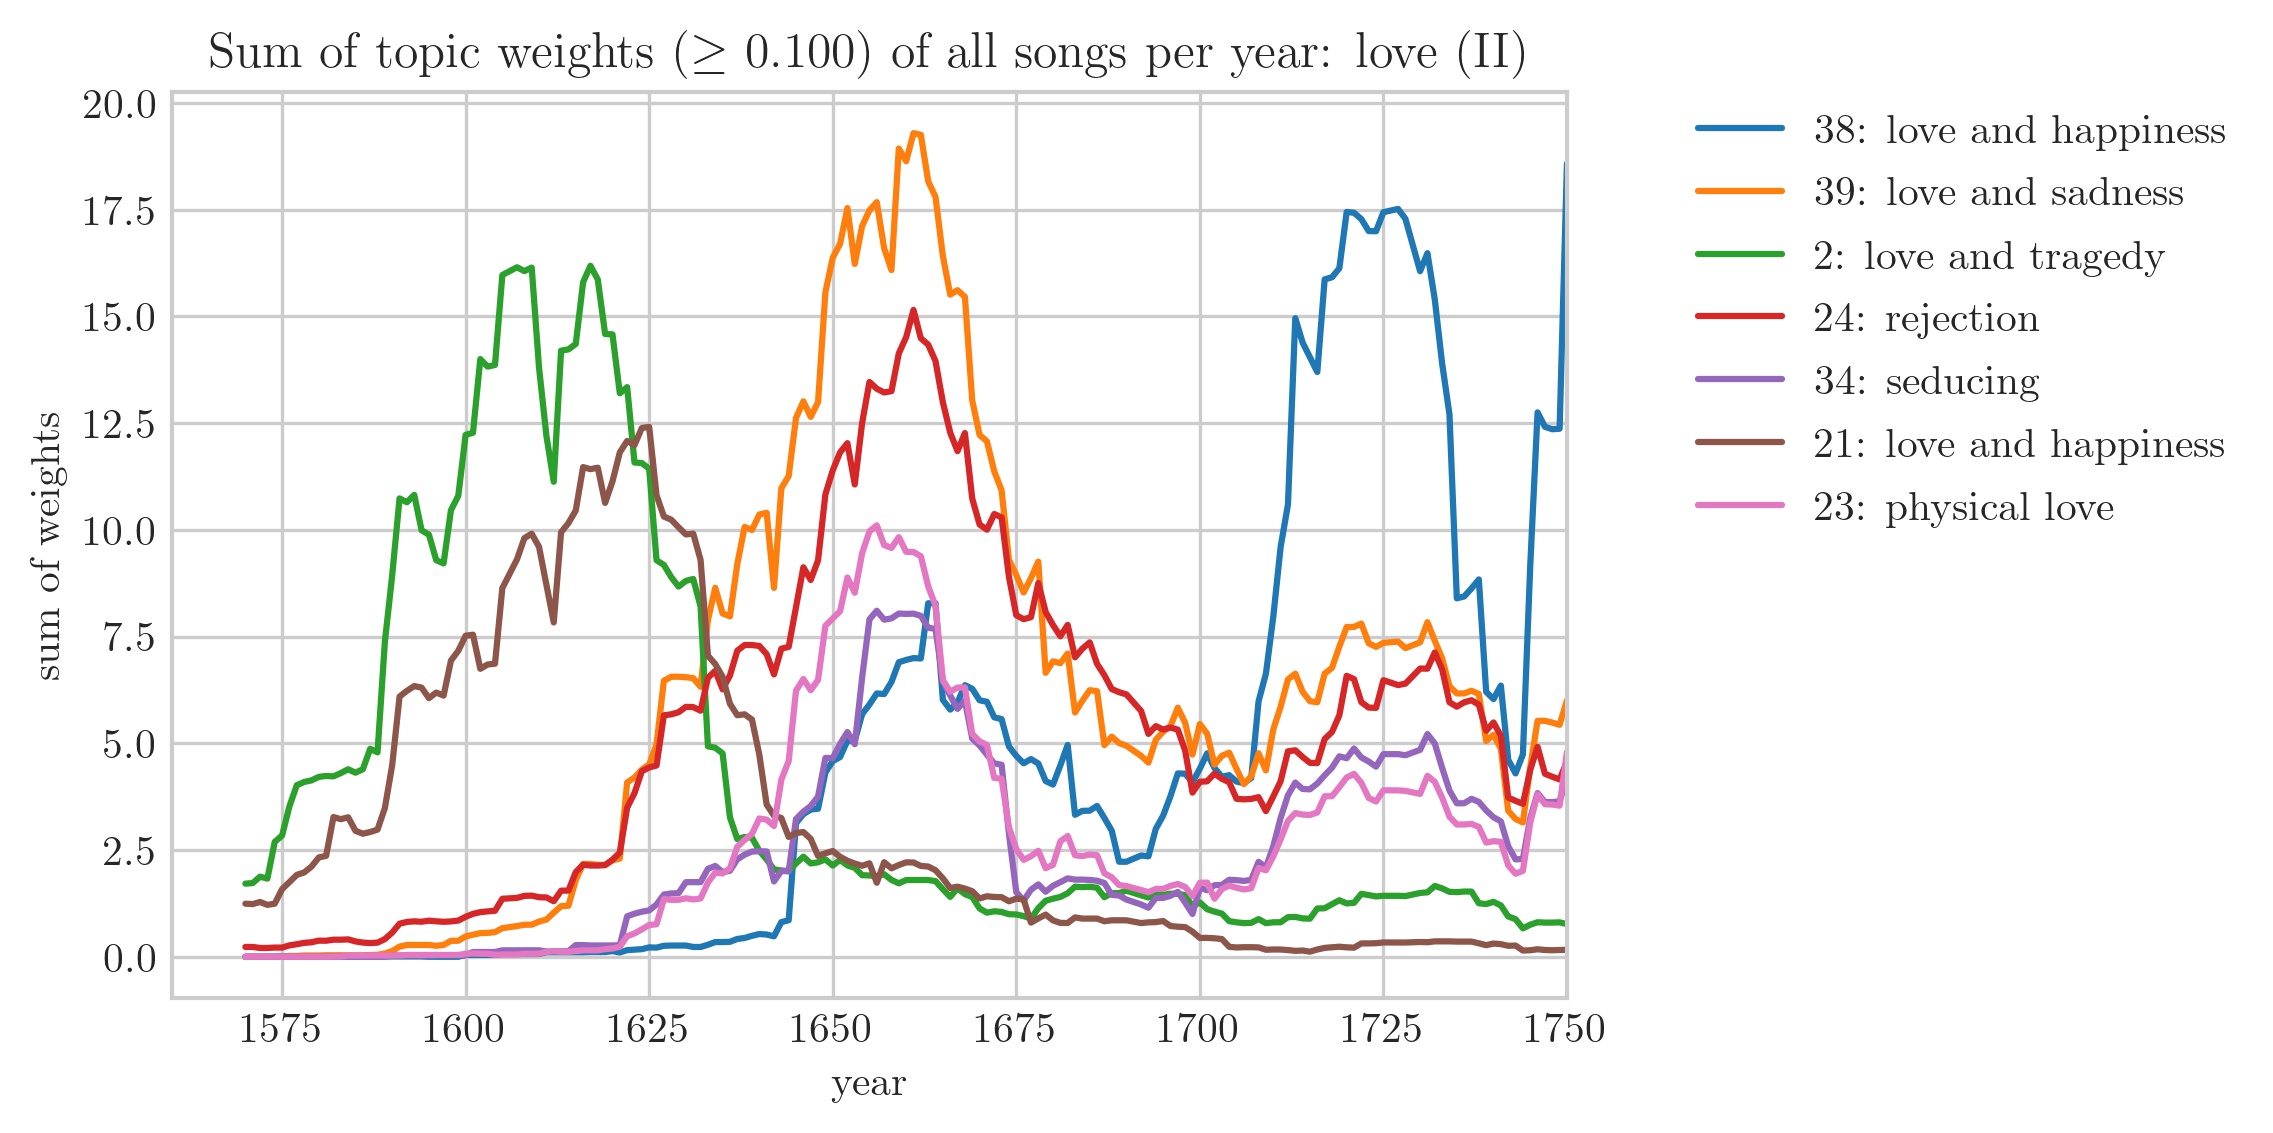 Sum of topic weights (≥ 0.100) of all songs per year: love (II)
20.0
17.5
15.0
12.5
10.0
7.5
5.0
2.5
0.0
sum of weights
1575 1600 1625 1650 1675 1700 1725 1750
year
38: love and happiness
39: love and sadness
2: love and tragedy
24: rejection
34: seducing
21: love and happiness
23: physical love